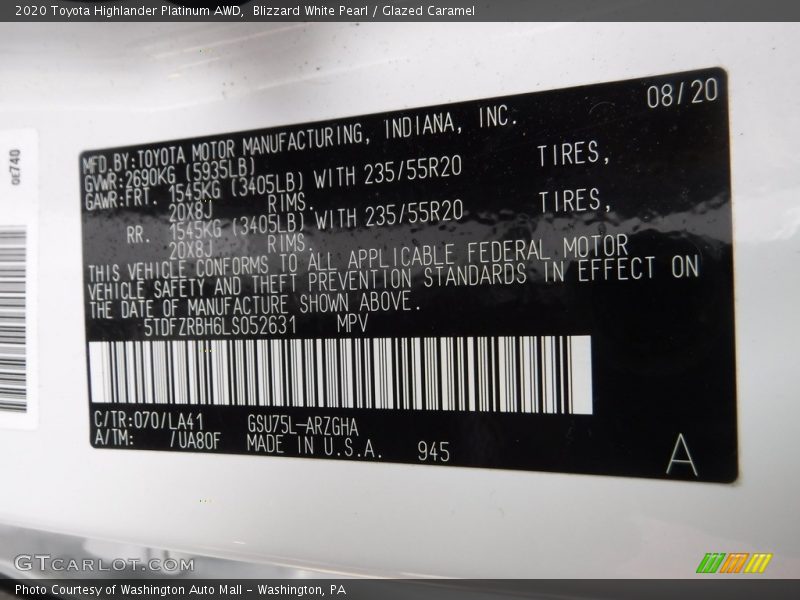 2020 Toyota Highlander Platinum AWD,  Blizzard White Pearl / Glazed Caramel
0E740
08/20
MFD.BY:TOYOTA MOTOR MANUFACTURING, INDIANA, INC.
GVWR:2690KG (5935LB)
GAWR:FRT. 1545KG (3405LB) WITH 235/55R20 TIRES,
20X8J RIMS.
RR. 1545KG (3405LB) WITH 235/55R20 TIRES,
20X8J RIMS.
THIS VEHICLE CONFORMS TO ALL APPLICABLE FEDERAL MOTOR
VEHICLE SAFETY AND THEFT PREVENTION STANDARDS IN EFFECT ON
THE DATE OF MANUFACTURE SHOWN ABOVE.
5TDFZRBH6LS052631 MPV
C/TR:070/LA41 GSU75L-ARZGHA
A/TM: /UA80F MADE IN U.S.A. 945
A
GTCARLOT.COM
Photo Courtesy of Washington Auto Mall - Washington, PA